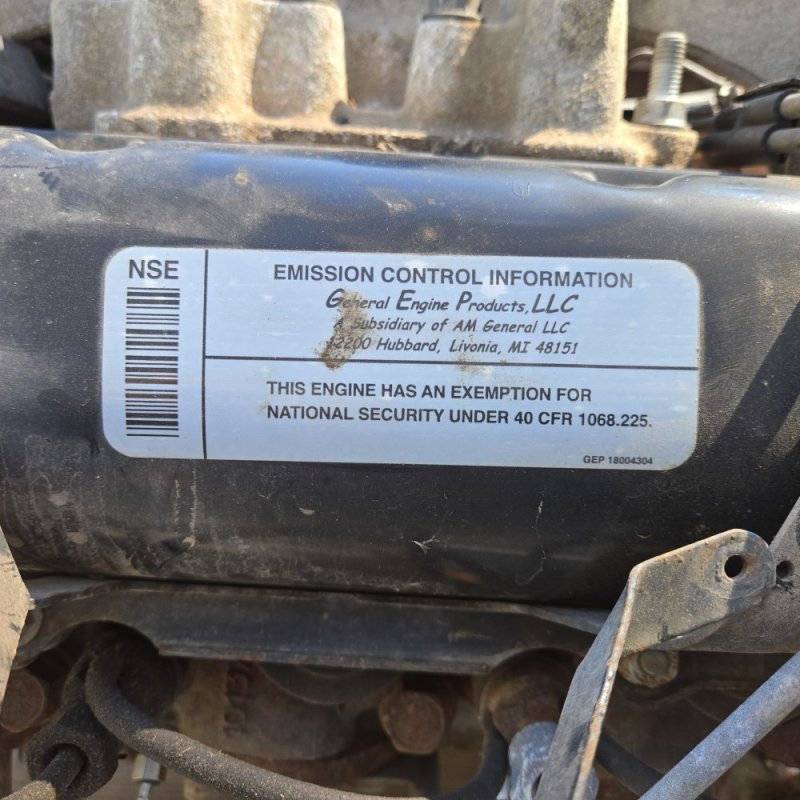 NSE
EMISSION CONTROL INFORMATION
General Engine Products, LLC
A Subsidiary of AM General LLC
12200 Hubbard, Livonia, MI 48151
THIS ENGINE HAS AN EXEMPTION FOR
NATIONAL SECURITY UNDER 40 CFR 1068.225.
GEP 18004304